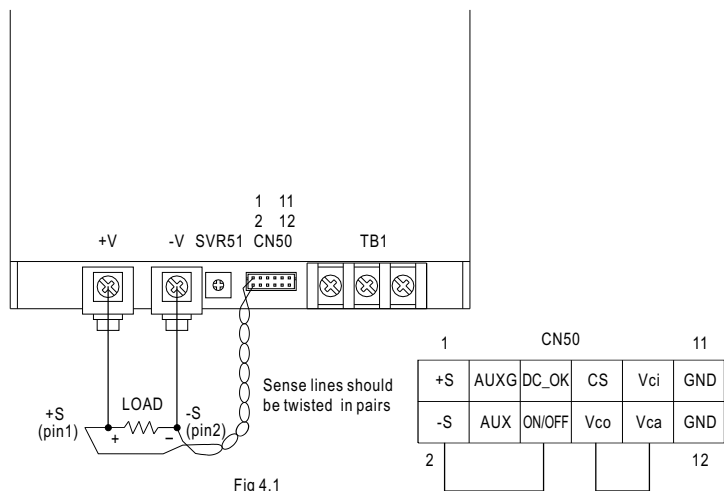 1 11
2 12
+V -V SVR51 CN50 TB1
+S
(pin1)
LOAD
+ −
-S
(pin2)
Sense lines should
be twisted in pairs
Fig 4.1
CN50
1 11
+S AUXG DC_OK CS Vci GND
-S AUX ON/OFF Vco Vca GND
2 12